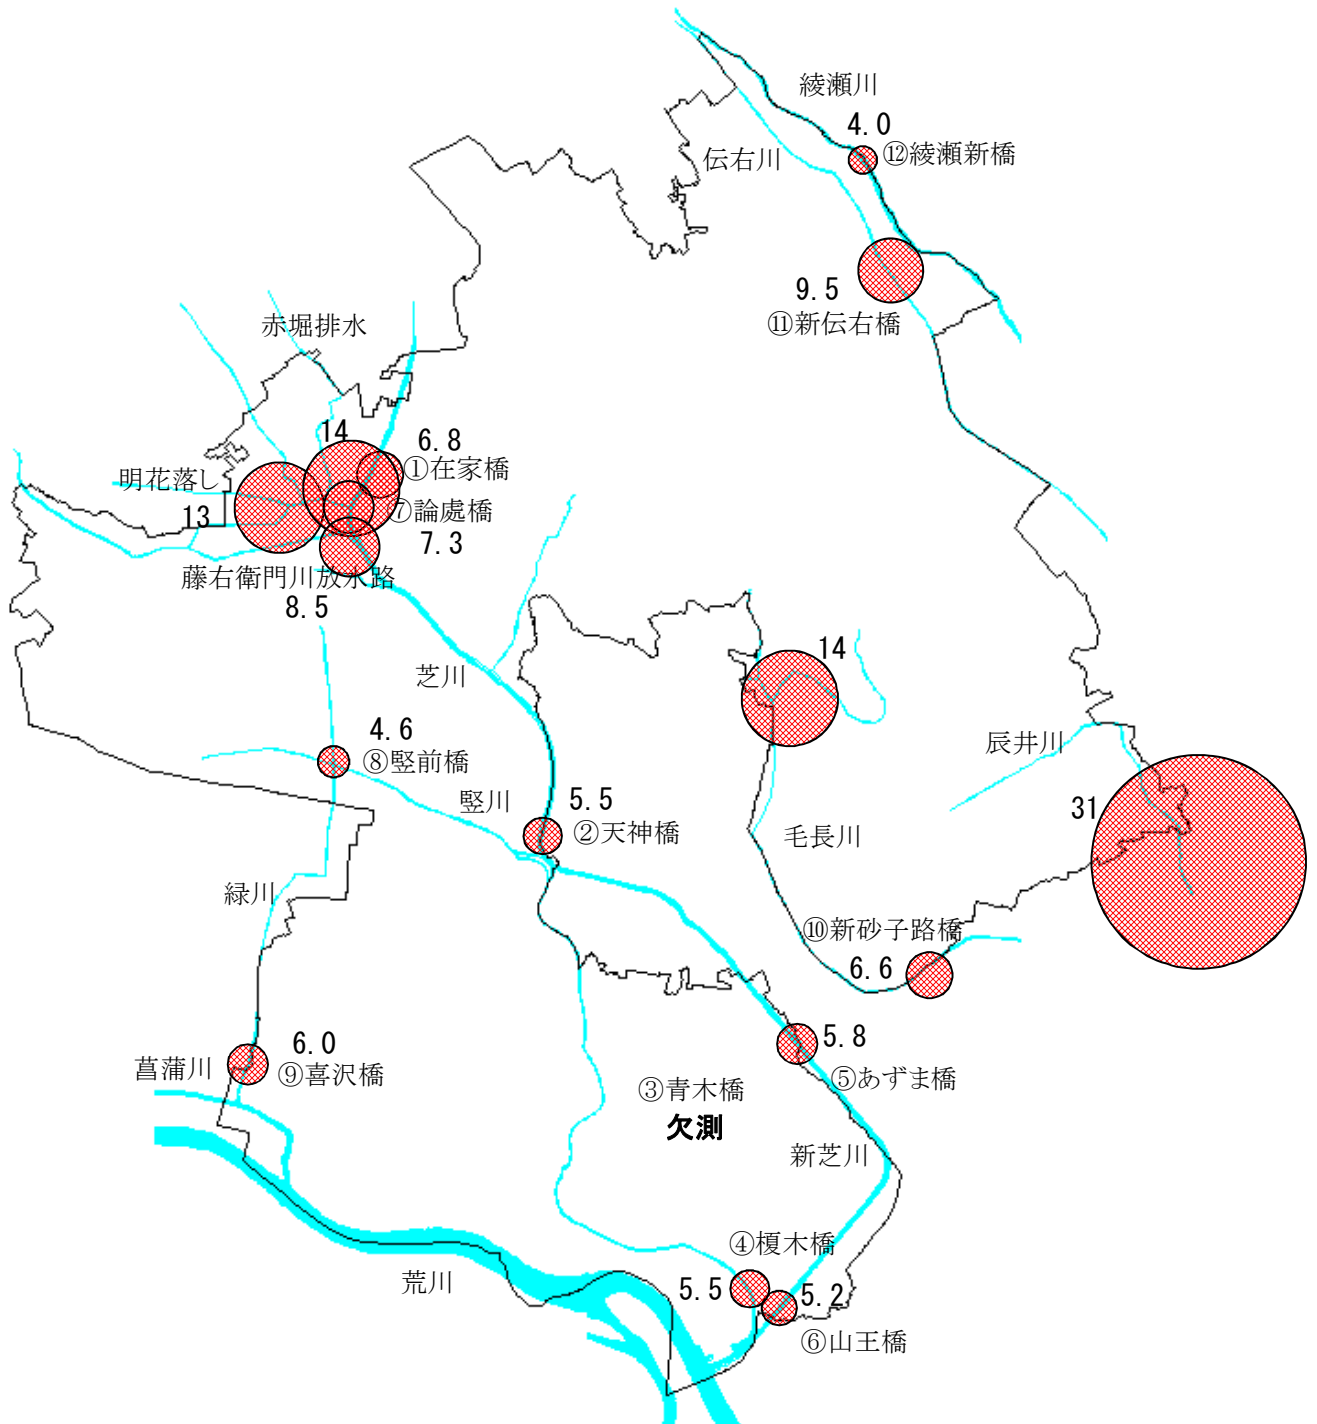 綾瀬川
4.0
⑫綾瀬新橋
伝右川
9.5
⑪新伝右橋
赤堀排水
14
6.8
①在家橋
明花落し
13
⑦論處橋
7.3
藤右衛門川放水路
8.5
芝川
14
4.6
⑧竪前橋
辰井川
竪川
5.5
②天神橋
31
毛長川
緑川
⑩新砂子路橋
6.6
6.0
⑨喜沢橋
菖蒲川
5.8
⑤あずま橋
③青木橋
欠測
新芝川
④榎木橋
荒川
5.5
5.2
⑥山王橋